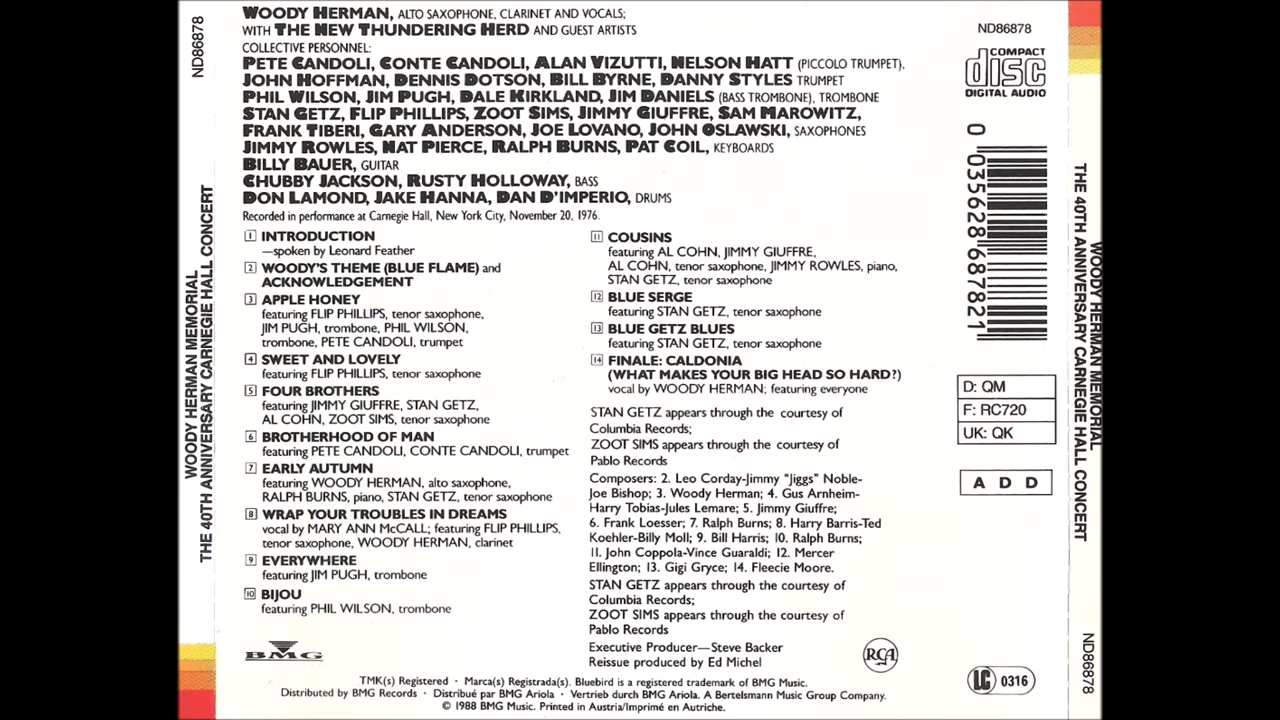 WOODY HERMAN, ALTO SAXOPHONE, CLARINET AND VOCALS;
WITH THE NEW THUNDERING HERD AND GUEST ARTISTS
COLLECTIVE PERSONNEL:
PETE CANDOLI, CONTE CANDOLI, ALAN VIZUTTI, NELSON HATT (PICCOLO TRUMPET),
JOHN HOFFMAN, DENNIS DOTSON, BILL BYRNE, DANNY STYLES TRUMPET
PHIL WILSON, JIM PUGH, DALE KIRKLAND, JIM DANIELS (BASS TROMBONE), TROMBONE
STAN GETZ, FLIP PHILLIPS, ZOOT SIMS, JIMMY GIUFFRE, SAM MAROWITZ,
FRANK TIBERI, GARY ANDERSON, JOE LOVANO, JOHN OSLAWSKI, SAXOPHONES
JIMMY ROWLES, NAT PIERCE, RALPH BURNS, PAT COIL, KEYBOARDS
BILLY BAUER, GUITAR
CHUBBY JACKSON, RUSTY HOLLOWAY, BASS
DON LAMOND, JAKE HANNA, DAN D'IMPERIO, DRUMS
Recorded in performance at Carnegie Hall, New York City, November 20, 1976.
1 INTRODUCTION
—spoken by Leonard Feather
2 WOODY'S THEME (BLUE FLAME) and
ACKNOWLEDGEMENT
3 APPLE HONEY
featuring FLIP PHILLIPS, tenor saxophone,
JIM PUGH, trombone, PHIL WILSON,
trombone, PETE CANDOLI, trumpet
4 SWEET AND LOVELY
featuring FLIP PHILLIPS, tenor saxophone
5 FOUR BROTHERS
featuring JIMMY GIUFFRE, STAN GETZ,
AL COHN, ZOOT SIMS, tenor saxophone
6 BROTHERHOOD OF MAN
featuring PETE CANDOLI, CONTE CANDOLI, trumpet
7 EARLY AUTUMN
featuring WOODY HERMAN, alto saxophone,
RALPH BURNS, piano, STAN GETZ, tenor saxophone
8 WRAP YOUR TROUBLES IN DREAMS
vocal by MARY ANN McCALL; featuring FLIP PHILLIPS,
tenor saxophone, WOODY HERMAN, clarinet
9 EVERYWHERE
featuring JIM PUGH, trombone
10 BIJOU
featuring PHIL WILSON, trombone
11 COUSINS
featuring AL COHN, JIMMY GIUFFRE,
AL COHN, tenor saxophone, JIMMY ROWLES, piano,
STAN GETZ, tenor saxophone
12 BLUE SERGE
featuring STAN GETZ, tenor saxophone
13 BLUE GETZ BLUES
featuring STAN GETZ, tenor saxophone
14 FINALE: CALDONIA
(WHAT MAKES YOUR BIG HEAD SO HARD?)
vocal by WOODY HERMAN; featuring everyone
STAN GETZ appears through the courtesy of
Columbia Records;
ZOOT SIMS appears through the courtesy of
Pablo Records
Composers: 2. Leo Corday-Jimmy "Jiggs" Noble-
Joe Bishop; 3. Woody Herman; 4. Gus Arnheim-
Harry Tobias-Jules Lemare; 5. Jimmy Giuffre;
6. Frank Loesser; 7. Ralph Burns; 8. Harry Barris-Ted
Koehler-Billy Moll; 9. Bill Harris; 10. Ralph Burns;
11. John Coppola-Vince Guaraldi; 12. Mercer
Ellington; 13. Gigi Gryce; 14. Fleecie Moore.
STAN GETZ appears through the courtesy of
Columbia Records;
ZOOT SIMS appears through the courtesy of
Pablo Records
Executive Producer—Steve Backer
Reissue produced by Ed Michel
BMG
RCA
TMK(s) Registered · Marca(s) Registrada(s). Bluebird is a registered trademark of BMG Music.
Distributed by BMG Records · Distribué par BMG Ariola · Vertrieb durch BMG Ariola. A Bertelsmann Music Group Company.
© 1988 BMG Music. Printed in Austria/Imprimé en Autriche.
ND86878
COMPACT
disc
DIGITAL AUDIO
0 035628 687821
D: QM
F: RC720
UK: QK
A D D
LC 0316
ND86878
WOODY HERMAN MEMORIAL
THE 40TH ANNIVERSARY CARNEGIE HALL CONCERT
WOODY HERMAN MEMORIAL
THE 40TH ANNIVERSARY CARNEGIE HALL CONCERT
ND86878